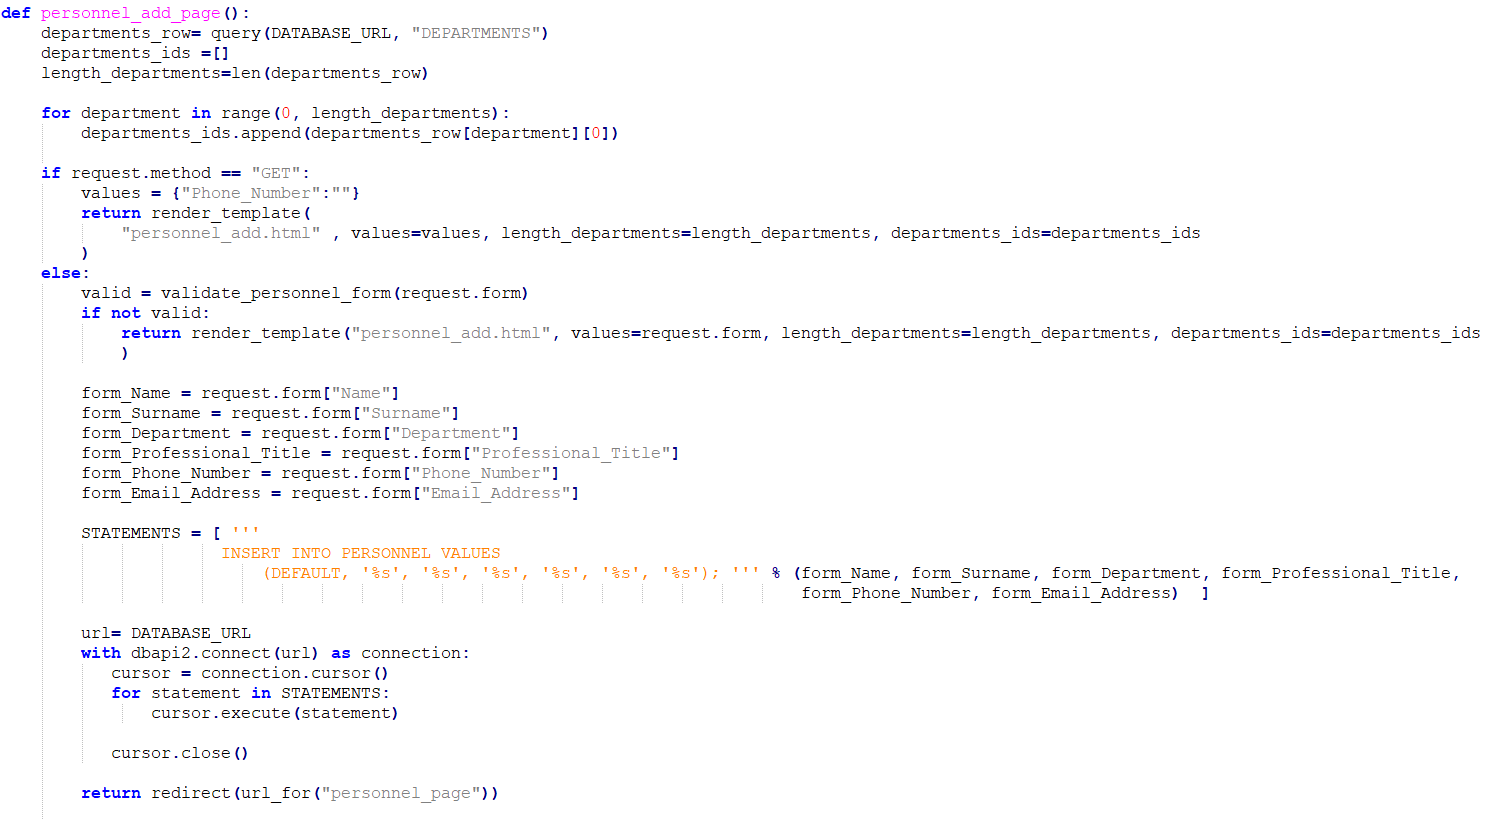 def personnel_add_page():
    departments_row= query(DATABASE_URL, "DEPARTMENTS")
    departments_ids =[]
    length_departments=len(departments_row)

    for department in range(0, length_departments):
        departments_ids.append(departments_row[department][0])

    if request.method == "GET":
        values = {"Phone_Number":""}
        return render_template(
            "personnel_add.html" , values=values, length_departments=length_departments, departments_ids=departments_ids
        )
    else:
        valid = validate_personnel_form(request.form)
        if not valid:
            return render_template("personnel_add.html", values=request.form, length_departments=length_departments, departments_ids=departments_ids
            )

        form_Name = request.form["Name"]
        form_Surname = request.form["Surname"]
        form_Department = request.form["Department"]
        form_Professional_Title = request.form["Professional_Title"]
        form_Phone_Number = request.form["Phone_Number"]
        form_Email_Address = request.form["Email_Address"]

        STATEMENTS = [ '''
                      INSERT INTO PERSONNEL VALUES
                          (DEFAULT, '%s', '%s', '%s', '%s', '%s', '%s'); ''' % (form_Name, form_Surname, form_Department, form_Professional_Title,
                                                                                form_Phone_Number, form_Email_Address)  ]

        url= DATABASE_URL
        with dbapi2.connect(url) as connection:
           cursor = connection.cursor()
           for statement in STATEMENTS:
               cursor.execute(statement)

           cursor.close()

        return redirect(url_for("personnel_page"))